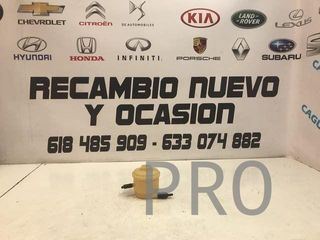 CHEVROLET CITROËN DS AUTOMOBILES KIA LAND- ROVER LEXUS
HYUNDAI HONDA INFINITI PORSCHE RENAULT SUBARU
RECAMBIO NUEVO
Y OCASION
618 485 909 - 633 074 882
PRO